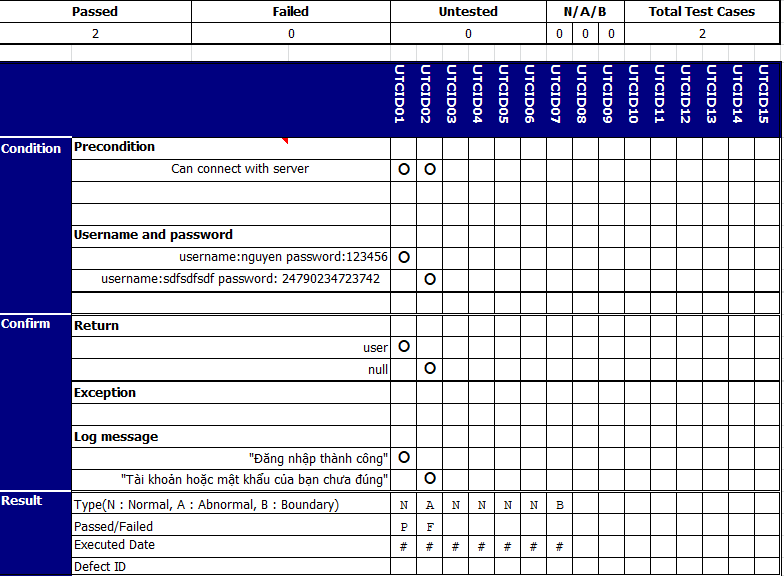 Passed Failed Untested N/A/B Total Test Cases
2 0 0 0 0 0 2
UTCID01 UTCID02 UTCID03 UTCID04 UTCID05 UTCID06 UTCID07 UTCID08 UTCID09 UTCID10 UTCID11 UTCID12 UTCID13 UTCID14 UTCID15
Condition Precondition
Can connect with server O O
Username and password
username:nguyen password:123456 O
username:sdfsdfsdf password: 24790234723742 O
Confirm Return
user O
null O
Exception
Log message
"Đăng nhập thành công" O
"Tài khoản hoặc mật khẩu của bạn chưa đúng" O
Result Type(N : Normal, A : Abnormal, B : Boundary) N A N N N N B
Passed/Failed P F
Executed Date # # # # # # #
Defect ID